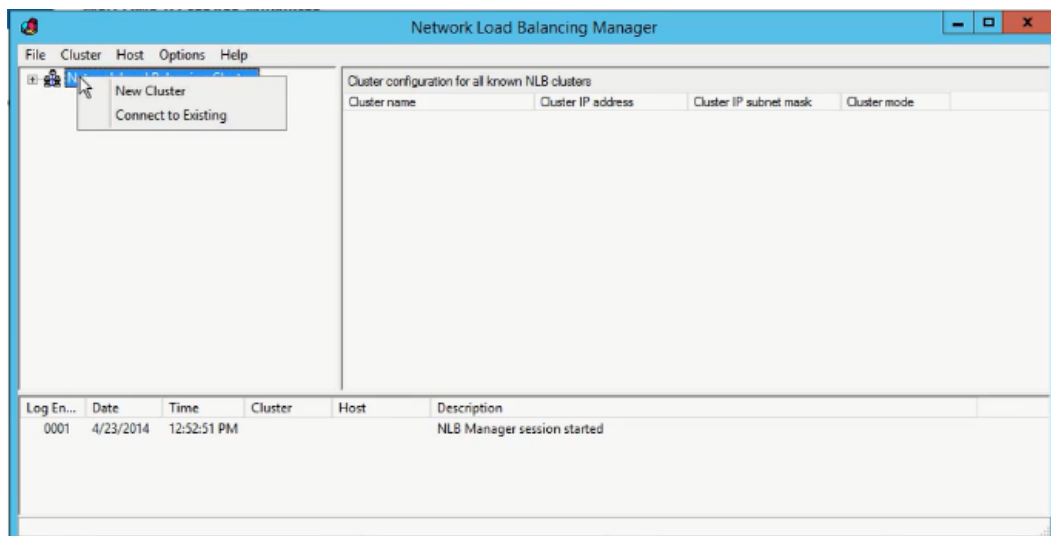 Network Load Balancing Manager
File Cluster Host Options Help
New Cluster
Connect to Existing
Cluster configuration for all known NLB clusters
Cluster name Cluster IP address Cluster IP subnet mask Cluster mode
Log En... Date Time Cluster Host Description
0001 4/23/2014 12:52:51 PM NLB Manager session started